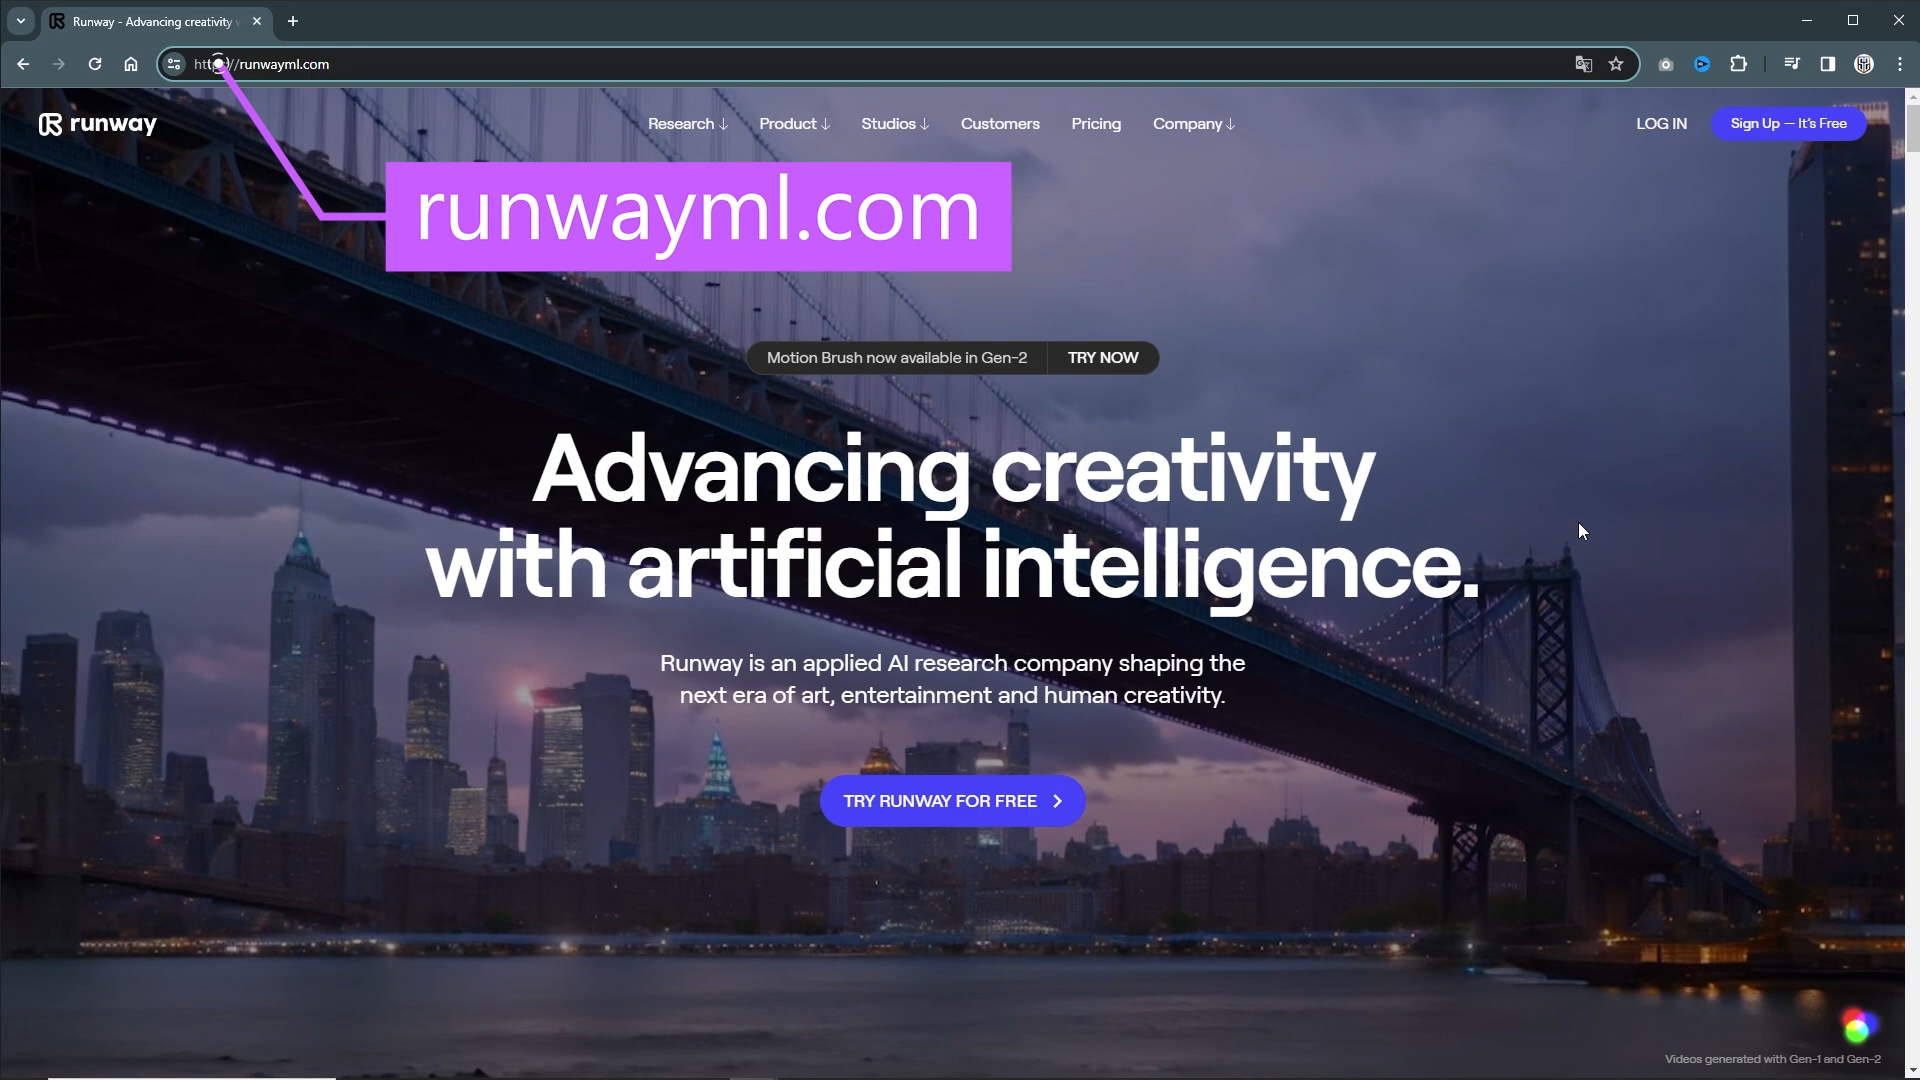 Runway - Advancing creativity
//runwayml.com
runway
Research ↓ Product ↓ Studios ↓ Customers Pricing Company ↓
LOG IN
Sign Up — It's Free
runwayml.com
Motion Brush now available in Gen-2 TRY NOW
Advancing creativity
with artificial intelligence.
Runway is an applied AI research company shaping the
next era of art, entertainment and human creativity.
TRY RUNWAY FOR FREE
Videos generated with Gen-1 and Gen-2